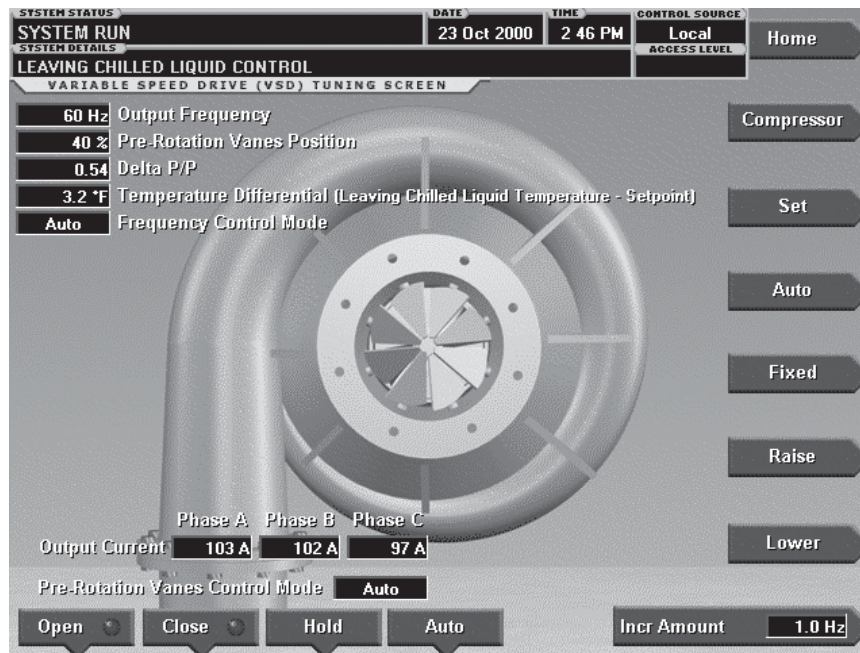 SYSTEM STATUS
SYSTEM RUN
DATE
23 Oct 2000
TIME
2 46 PM
CONTROL SOURCE
Local
SYSTEM DETAILS
LEAVING CHILLED LIQUID CONTROL
ACCESS LEVEL
VARIABLE SPEED DRIVE (VSD) TUNING SCREEN
60 Hz Output Frequency
40 % Pre-Rotation Vanes Position
0.54 Delta P/P
3.2 °F Temperature Differential (Leaving Chilled Liquid Temperature - Setpoint)
Auto Frequency Control Mode
Home
Compressor
Set
Auto
Fixed
Raise
Lower
Phase A Phase B Phase C
Output Current 103 A 102 A 97 A
Pre-Rotation Vanes Control Mode Auto
Open Close Hold Auto Incr Amount 1.0 Hz